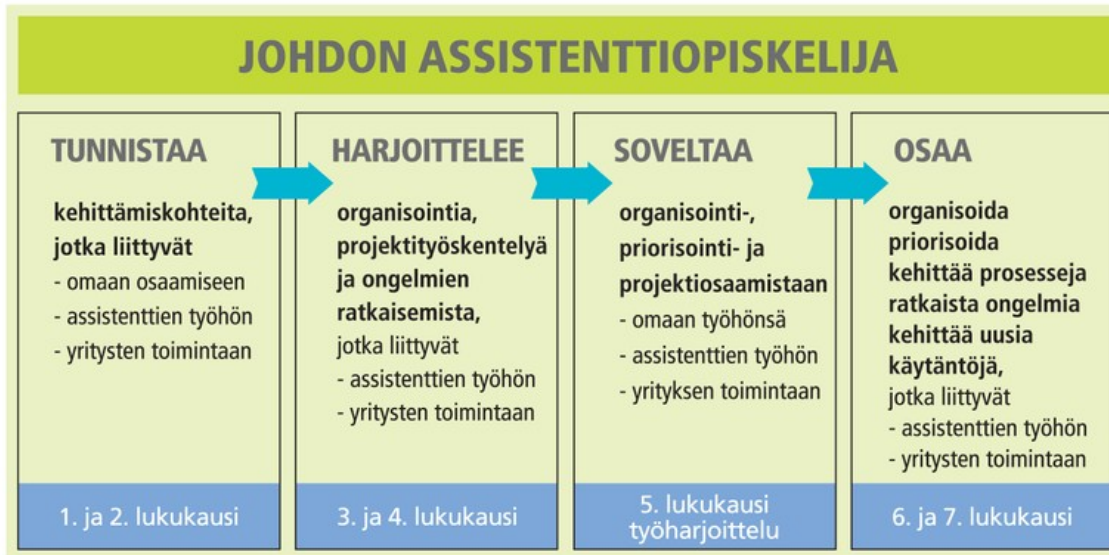 JOHDON ASSISTENTTIOPISKELIJA
TUNNISTAA
kehittämiskohteita,
jotka liittyvät
- omaan osaamiseen
- assistenttien työhön
- yritysten toimintaan
1. ja 2. lukukausi
HARJOITTELEE
organisointia,
projektityöskentelyä
ja ongelmien
ratkaisemista,
jotka liittyvät
- assistenttien työhön
- yritysten toimintaan
3. ja 4. lukukausi
SOVELTAA
organisointi-,
priorisointi- ja
projektiosaamistaan
- omaan työhönsä
- assistenttien työhön
- yrityksen toimintaan
5. lukukausi
työharjoittelu
OSAA
organisoida
priorisoida
kehittää prosesseja
ratkaista ongelmia
kehittää uusia
käytäntöjä,
jotka liittyvät
- assistenttien työhön
- yritysten toimintaan
6. ja 7. lukukausi